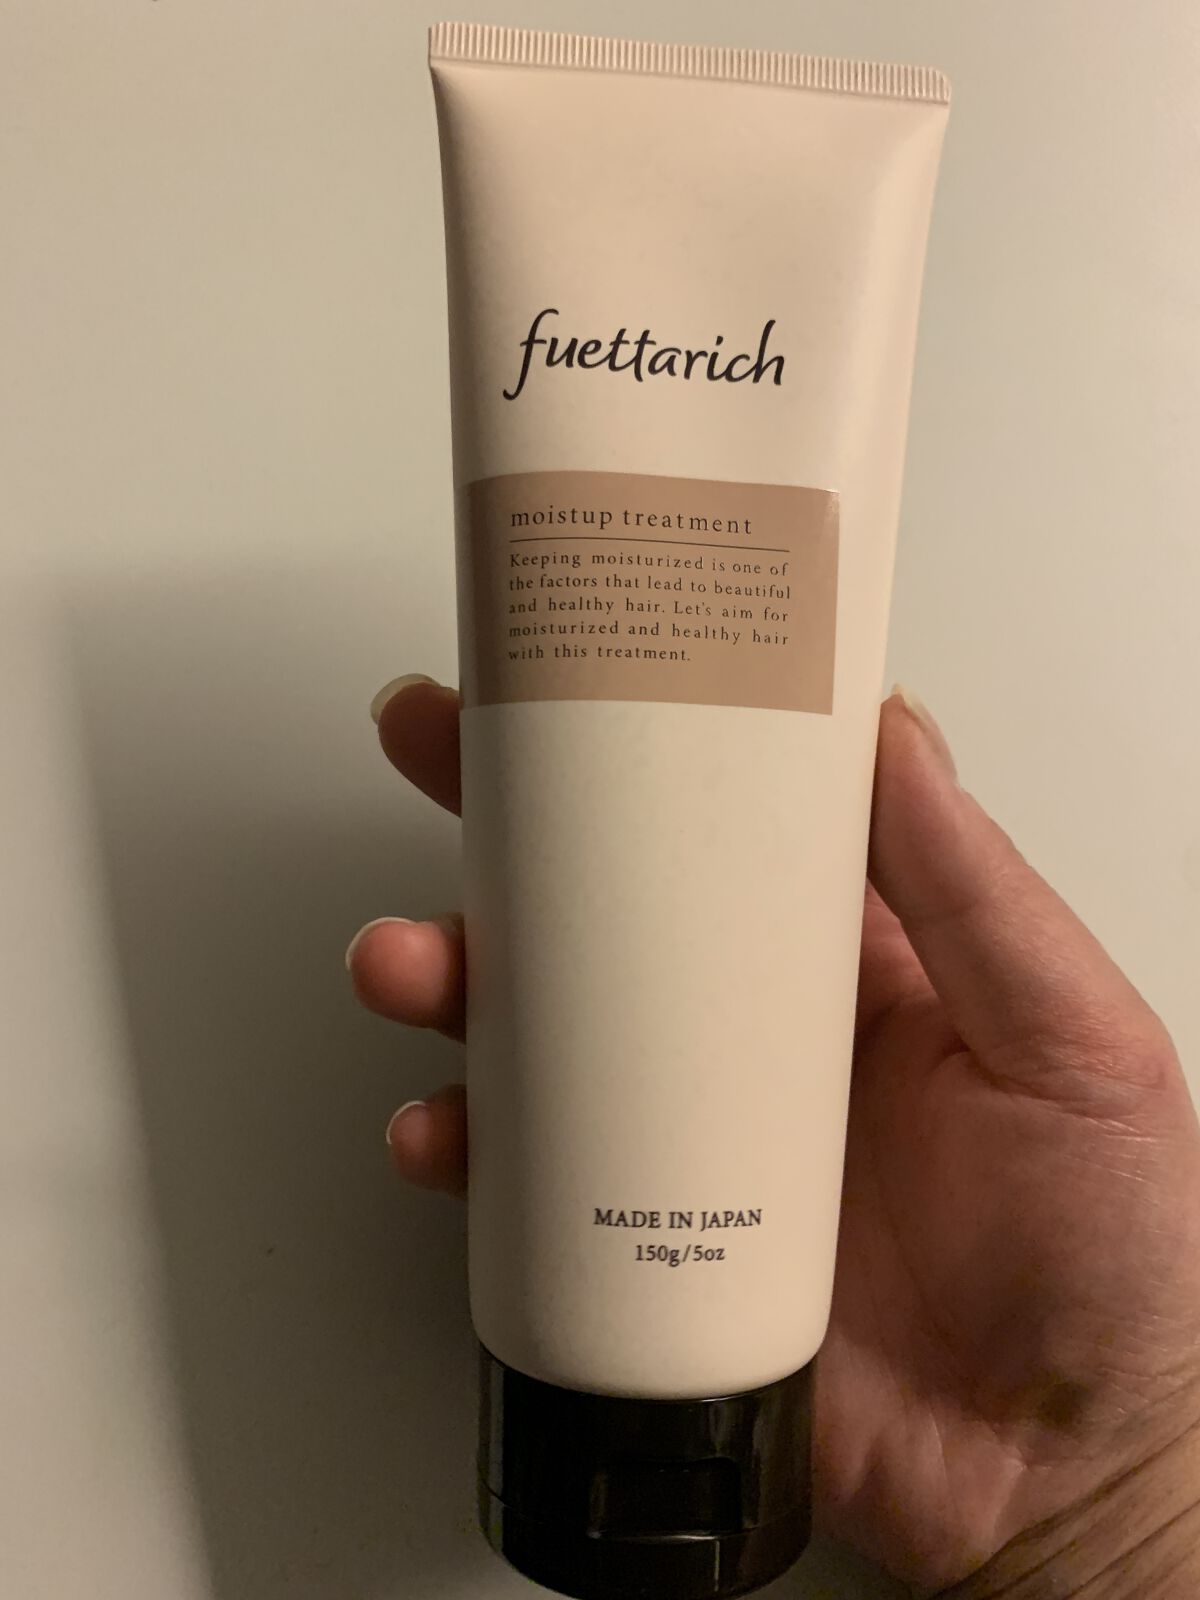 fuettarich
moistup treatment
Keeping moisturized is one of
the factors that lead to beautiful
and healthy hair. Let's aim for
moisturized and healthy hair
with this treatment.
MADE IN JAPAN
150g/5oz